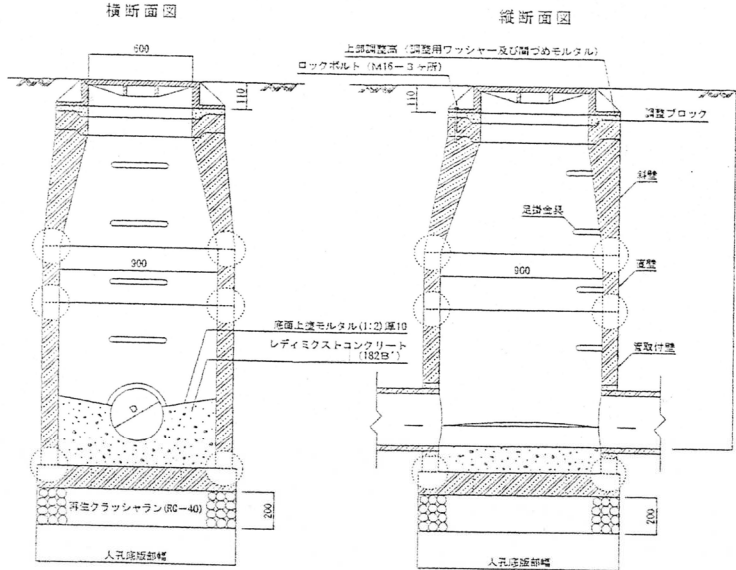 横断面図
600
110
900
底面上塗モルタル(1:2)厚10
レディミクストコンクリート
(182B')
D
再生クラッシャラン(RC-40)
200
人孔底版部幅
縦断面図
上部調整高 (調整用ワッシャー及び間づめモルタル)
ロックボルト (M16-3ヶ所)
110
調整ブロック
斜壁
足掛金具
900
直壁
管取付壁
200
人孔底版部幅